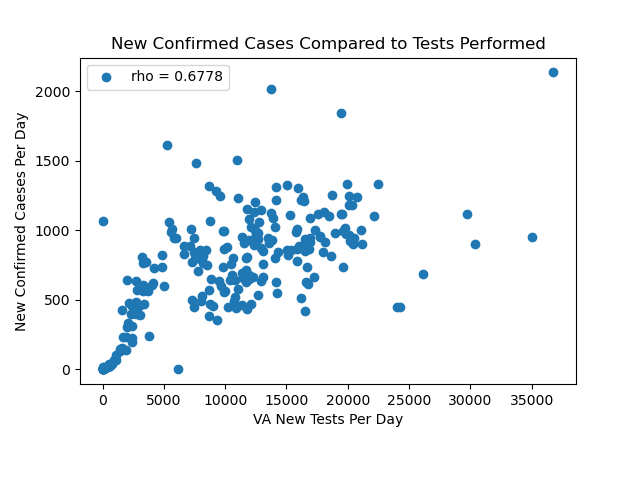 New Confirmed Cases Compared to Tests Performed
rho = 0.6778
New Confirmed Caeses Per Day
2000
1500
1000
500
0
0 5000 10000 15000 20000 25000 30000 35000
VA New Tests Per Day